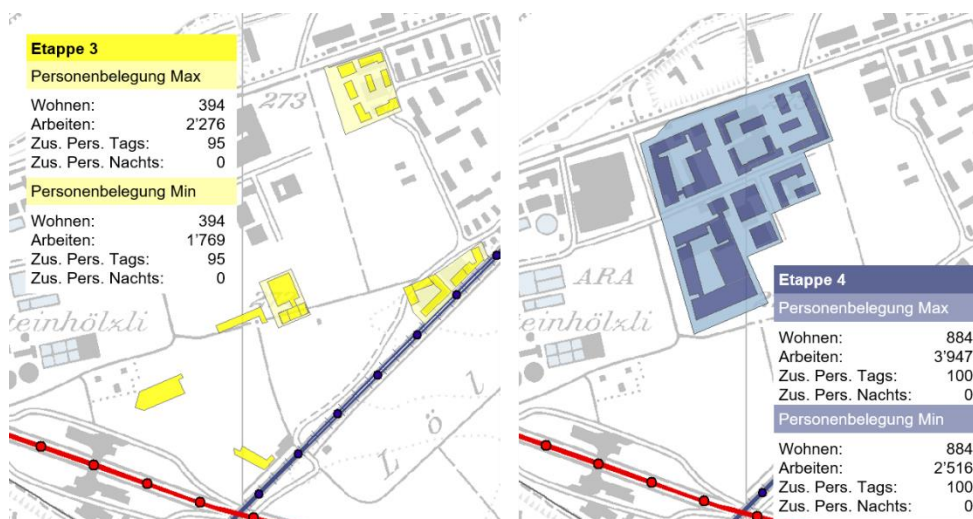 Etappe 3
Personenbelegung Max
Wohnen: 394
Arbeiten: 2'276
Zus. Pers. Tags: 95
Zus. Pers. Nachts: 0
Personenbelegung Min
Wohnen: 394
Arbeiten: 1'769
Zus. Pers. Tags: 95
Zus. Pers. Nachts: 0
273
teinhölzli
L
ö
L
ARA
einhölzli
Etappe 4
Personenbelegung Max
Wohnen: 884
Arbeiten: 3'947
Zus. Pers. Tags: 100
Zus. Pers. Nachts: 0
Personenbelegung Min
Wohnen: 884
Arbeiten: 2'516
Zus. Pers. Tags: 100
Zus. Pers. Nachts: 0